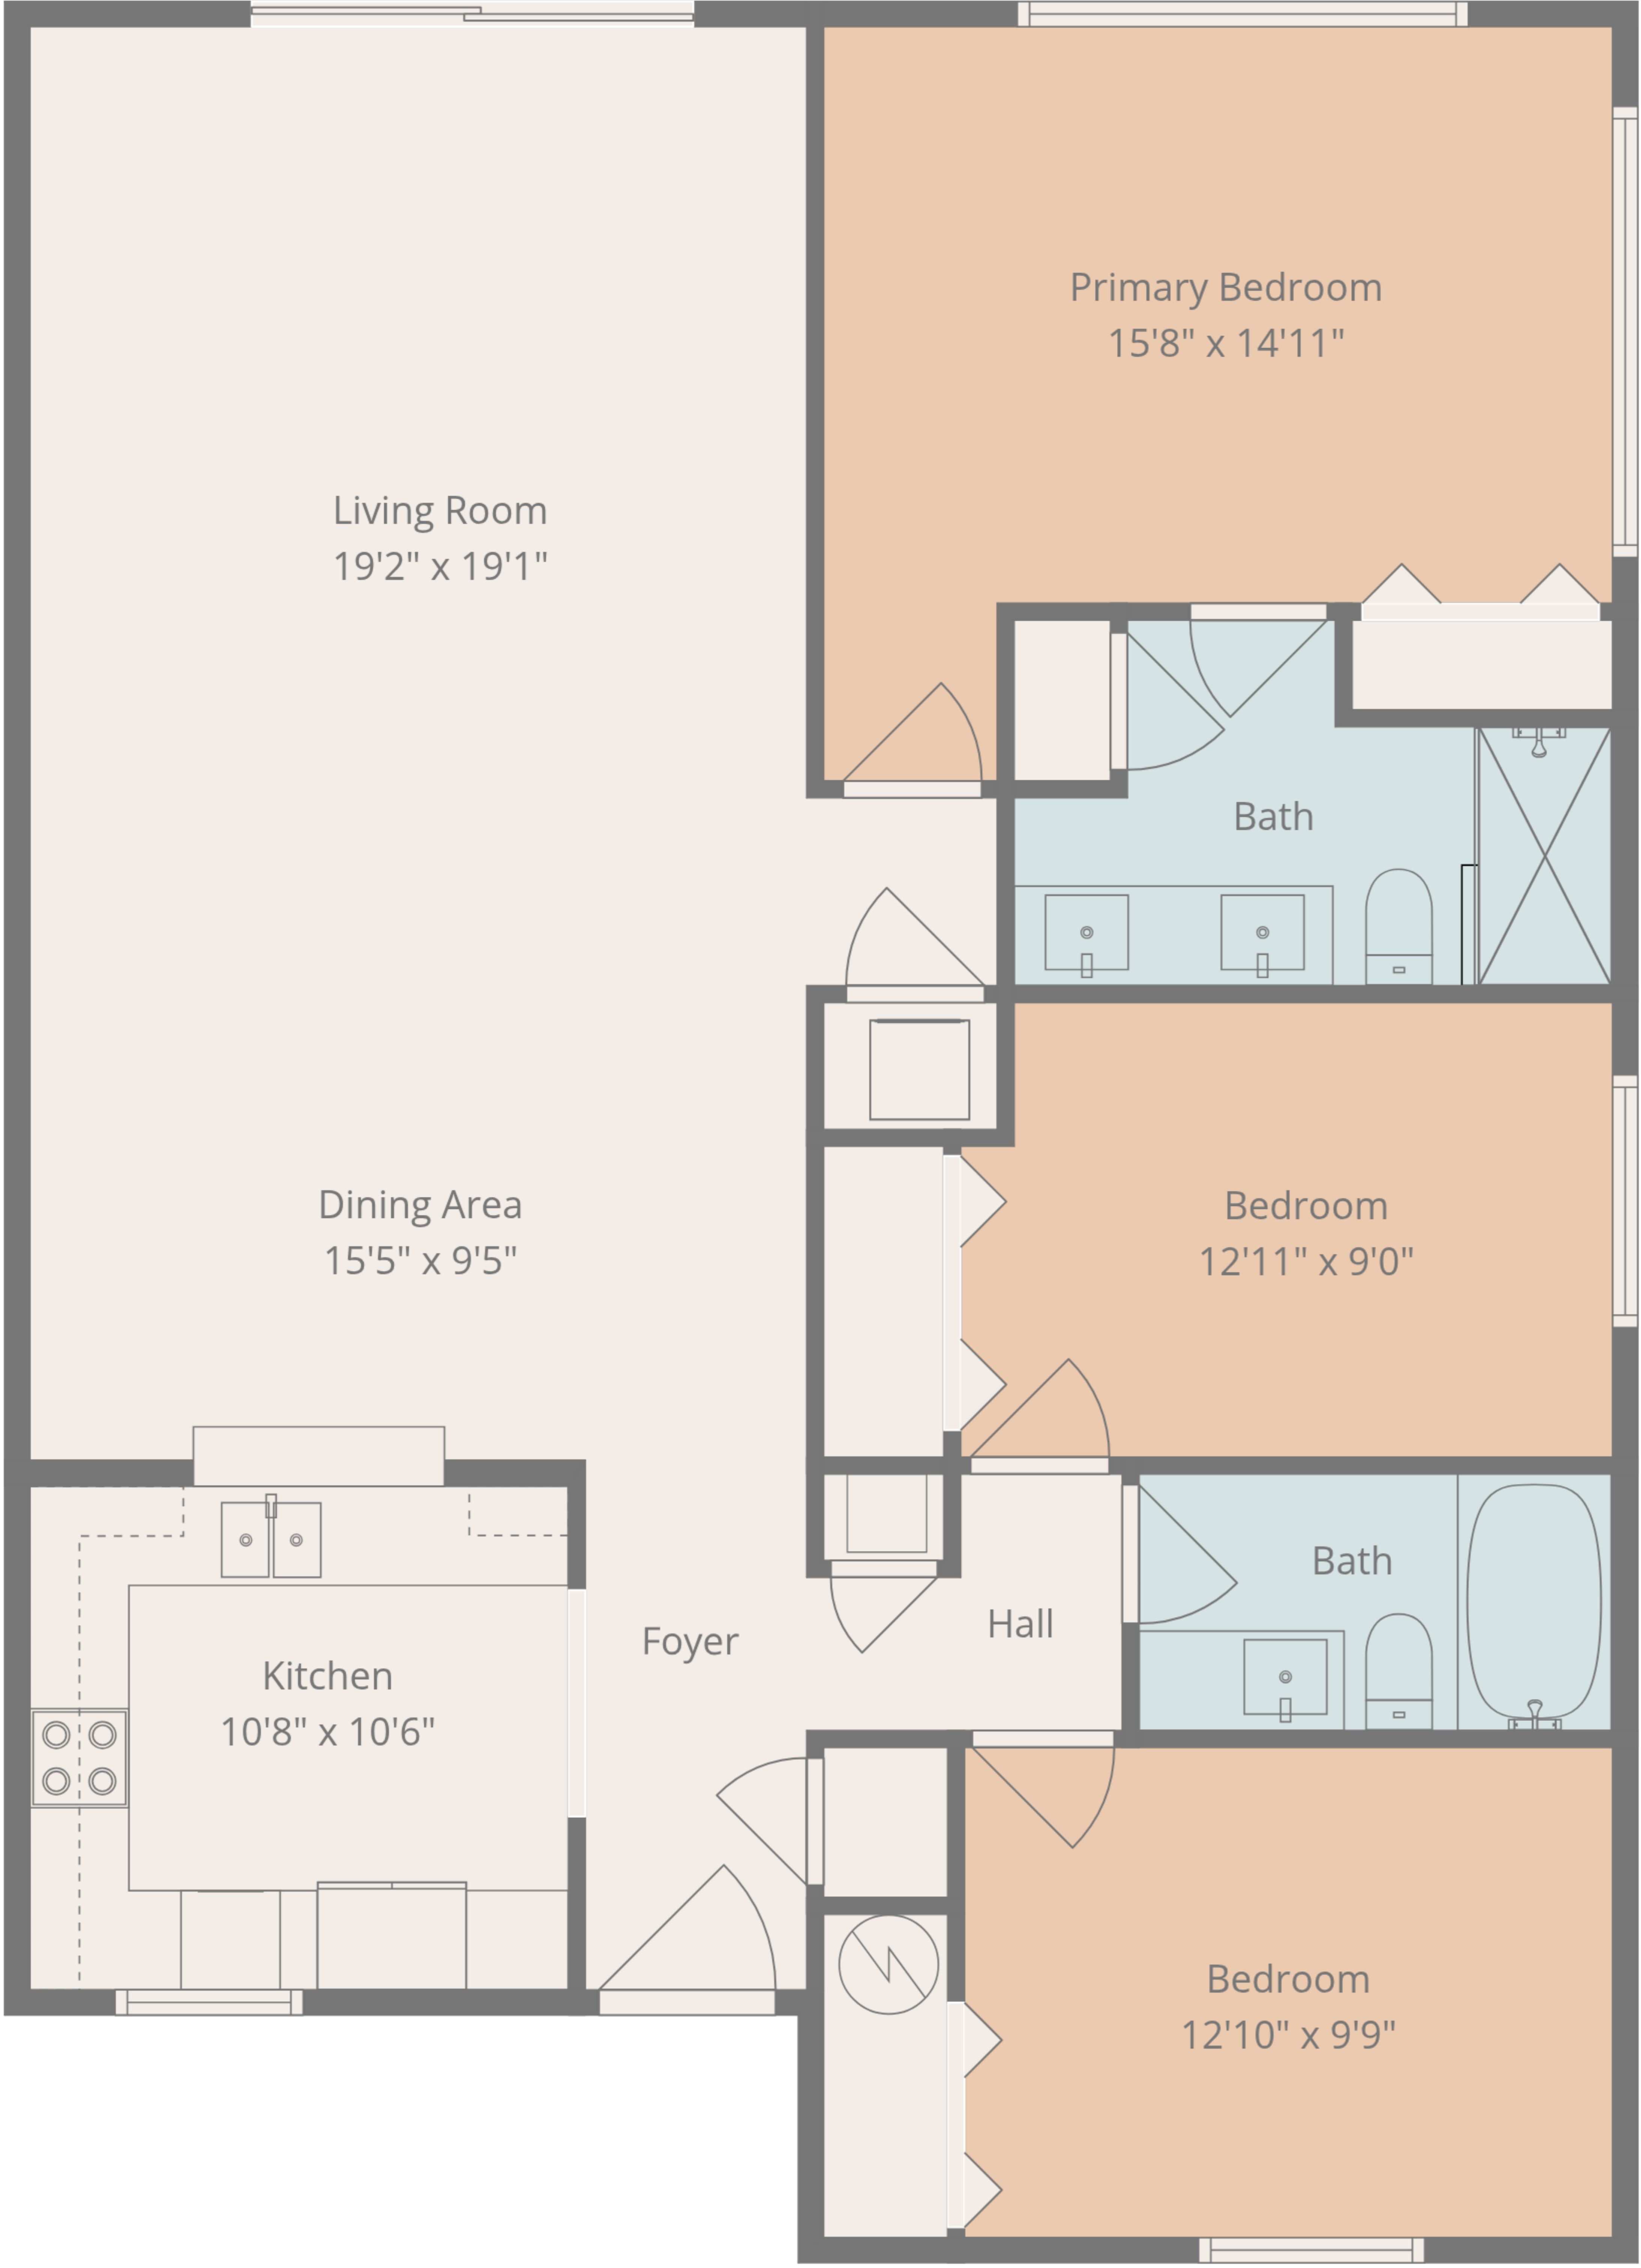 Primary Bedroom
15'8" x 14'11"
Living Room
19'2" x 19'1"
Bath
Dining Area
15'5" x 9'5"
Bedroom
12'11" x 9'0"
Bath
Hall
Foyer
Kitchen
10'8" x 10'6"
Bedroom
12'10" x 9'9"